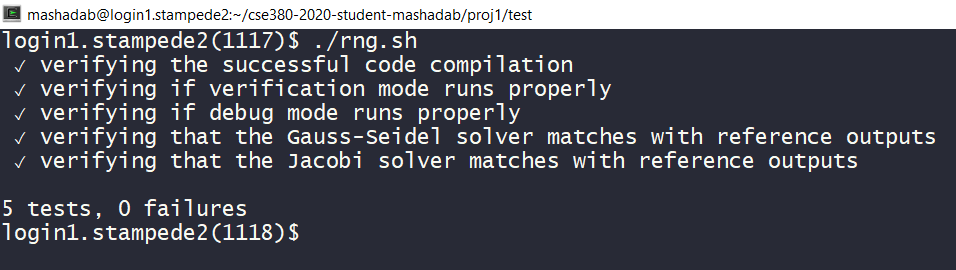 mashadab@login1.stampede2:~/cse380-2020-student-mashadab/proj1/test
login1.stampede2(1117)$ ./rng.sh
✓ verifying the successful code compilation
✓ verifying if verification mode runs properly
✓ verifying if debug mode runs properly
✓ verifying that the Gauss-Seidel solver matches with reference outputs
✓ verifying that the Jacobi solver matches with reference outputs
5 tests, 0 failures
login1.stampede2(1118)$